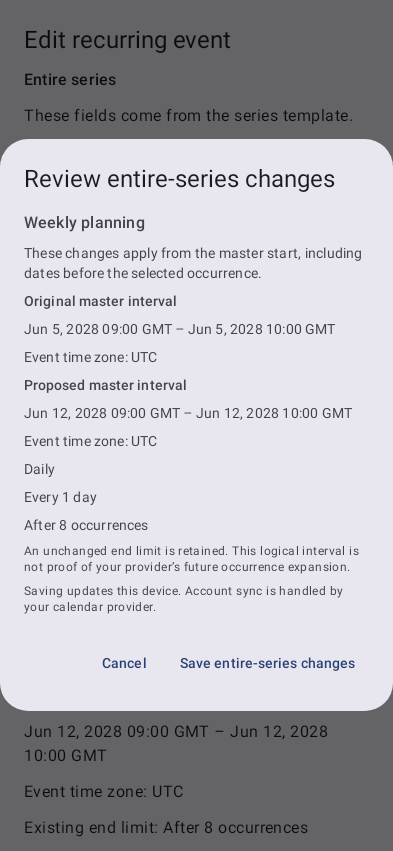 Edit recurring event
Entire series
These fields come from the series template.
Review entire-series changes
Weekly planning
These changes apply from the master start, including
dates before the selected occurrence.
Original master interval
Jun 5, 2028 09:00 GMT – Jun 5, 2028 10:00 GMT
Event time zone: UTC
Proposed master interval
Jun 12, 2028 09:00 GMT – Jun 12, 2028 10:00 GMT
Event time zone: UTC
Daily
Every 1 day
After 8 occurrences
An unchanged end limit is retained. This logical interval is
not proof of your provider’s future occurrence expansion.
Saving updates this device. Account sync is handled by
your calendar provider.
Cancel
Save entire-series changes
Jun 12, 2028 09:00 GMT – Jun 12, 2028
10:00 GMT
Event time zone: UTC
Existing end limit: After 8 occurrences